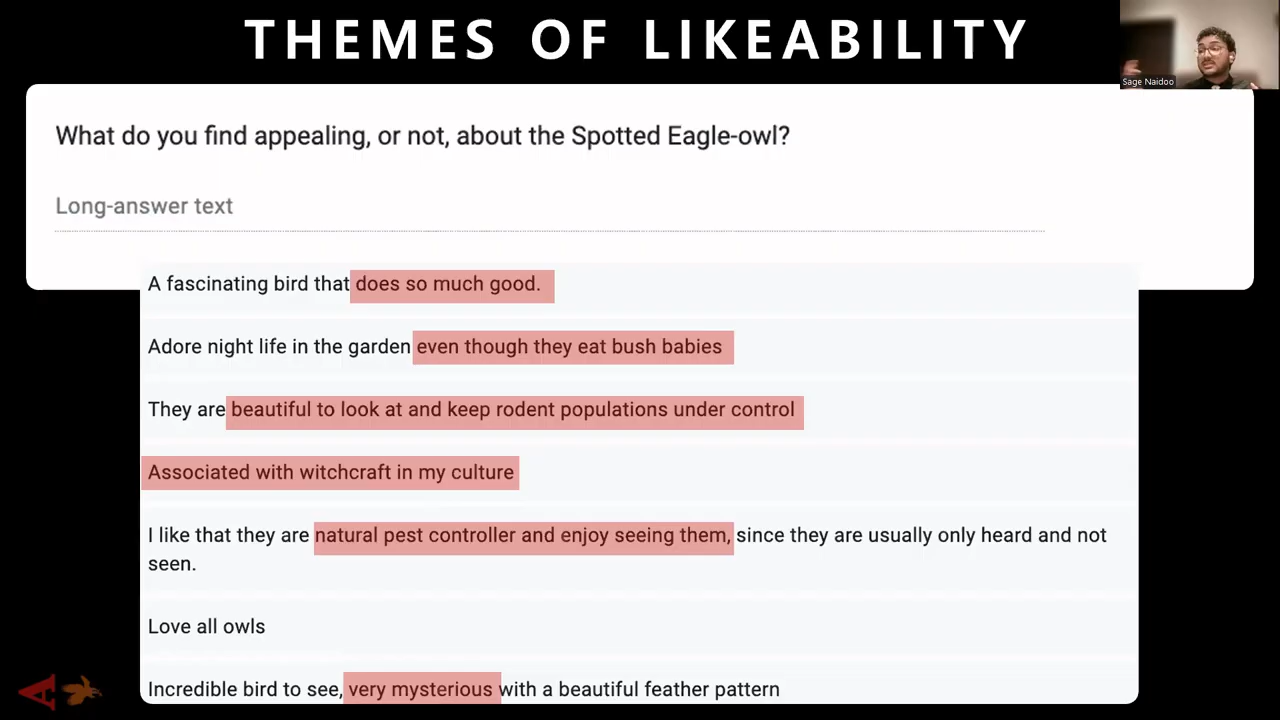 THEMES OF LIKEABILITY
Sage Naidoo
What do you find appealing, or not, about the Spotted Eagle-owl?
Long-answer text
A fascinating bird that does so much good.
Adore night life in the garden even though they eat bush babies
They are beautiful to look at and keep rodent populations under control
Associated with witchcraft in my culture
I like that they are natural pest controller and enjoy seeing them, since they are usually only heard and not
seen.
Love all owls
Incredible bird to see, very mysterious with a beautiful feather pattern